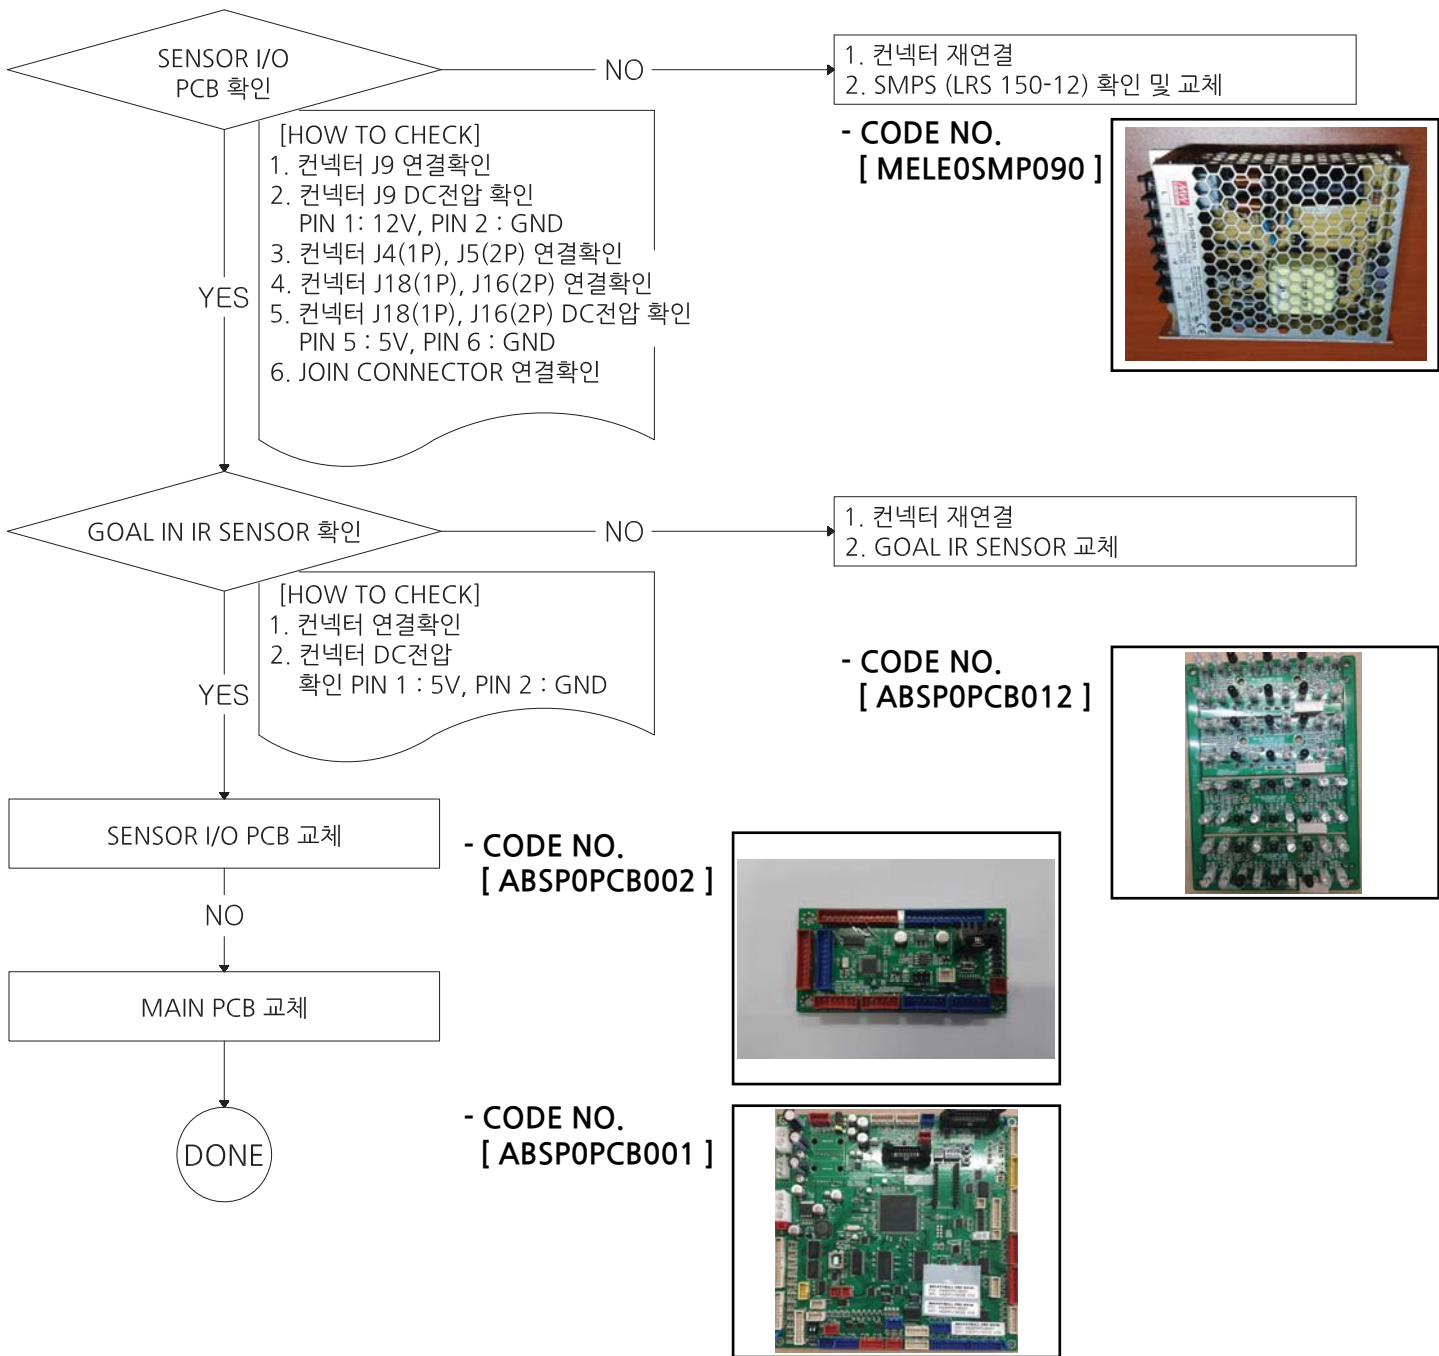 SENSOR I/O
PCB 확인
NO
1. 컨넥터 재연결
2. SMPS (LRS 150-12) 확인 및 교체
[HOW TO CHECK]
1. 컨넥터 J9 연결확인
2. 컨넥터 J9 DC전압 확인
PIN 1: 12V, PIN 2 : GND
3. 컨넥터 J4(1P), J5(2P) 연결확인
4. 컨넥터 J18(1P), J16(2P) 연결확인
5. 컨넥터 J18(1P), J16(2P) DC전압 확인
PIN 5 : 5V, PIN 6 : GND
6. JOIN CONNECTOR 연결확인
- CODE NO.
[ MELE0SMP090 ]
YES
GOAL IN IR SENSOR 확인
NO
1. 컨넥터 재연결
2. GOAL IR SENSOR 교체
[HOW TO CHECK]
1. 컨넥터 연결확인
2. 컨넥터 DC전압
확인 PIN 1 : 5V, PIN 2 : GND
- CODE NO.
[ ABSP0PCB012 ]
YES
SENSOR I/O PCB 교체
- CODE NO.
[ ABSP0PCB002 ]
NO
MAIN PCB 교체
- CODE NO.
[ ABSP0PCB001 ]
DONE